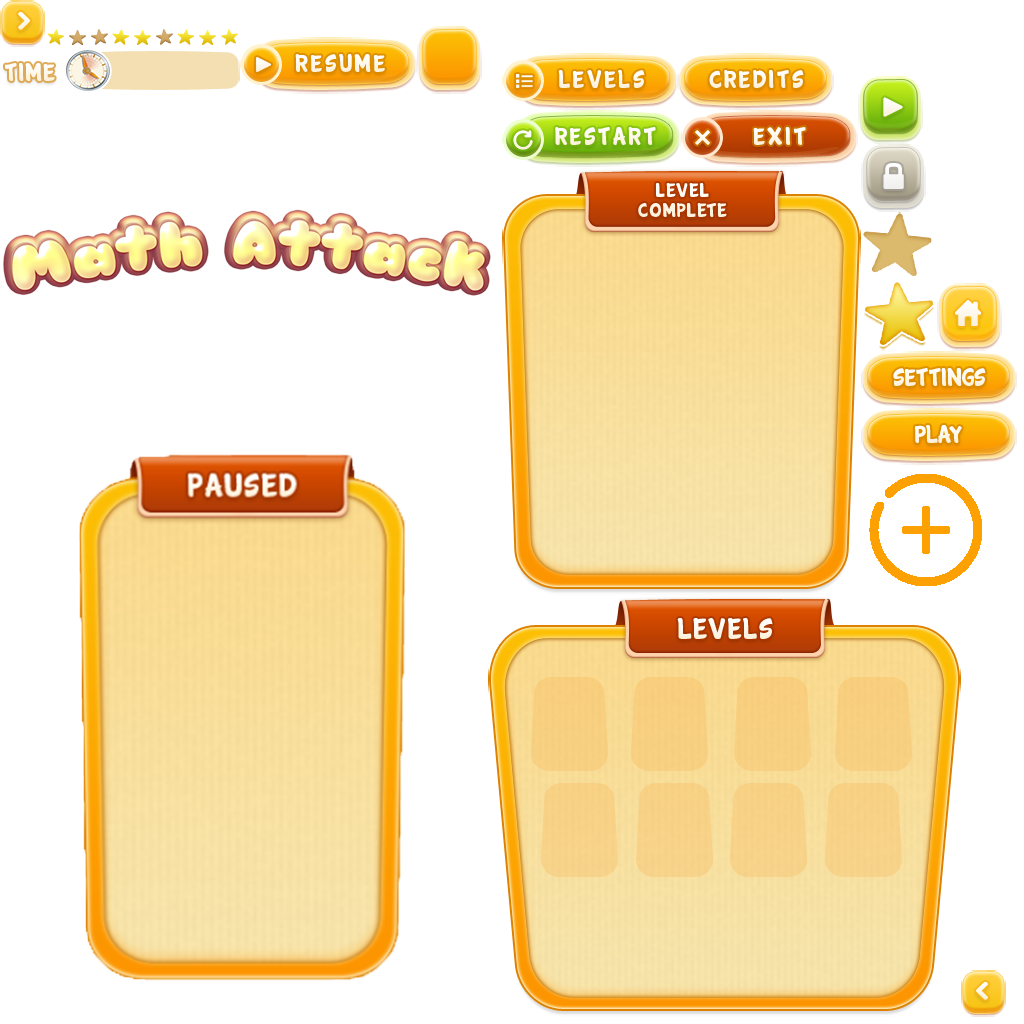 TIME
RESUME
LEVELS
CREDITS
RESTART
EXIT
LEVEL
COMPLETE
Math Attack
SETTINGS
PLAY
PAUSED
LEVELS